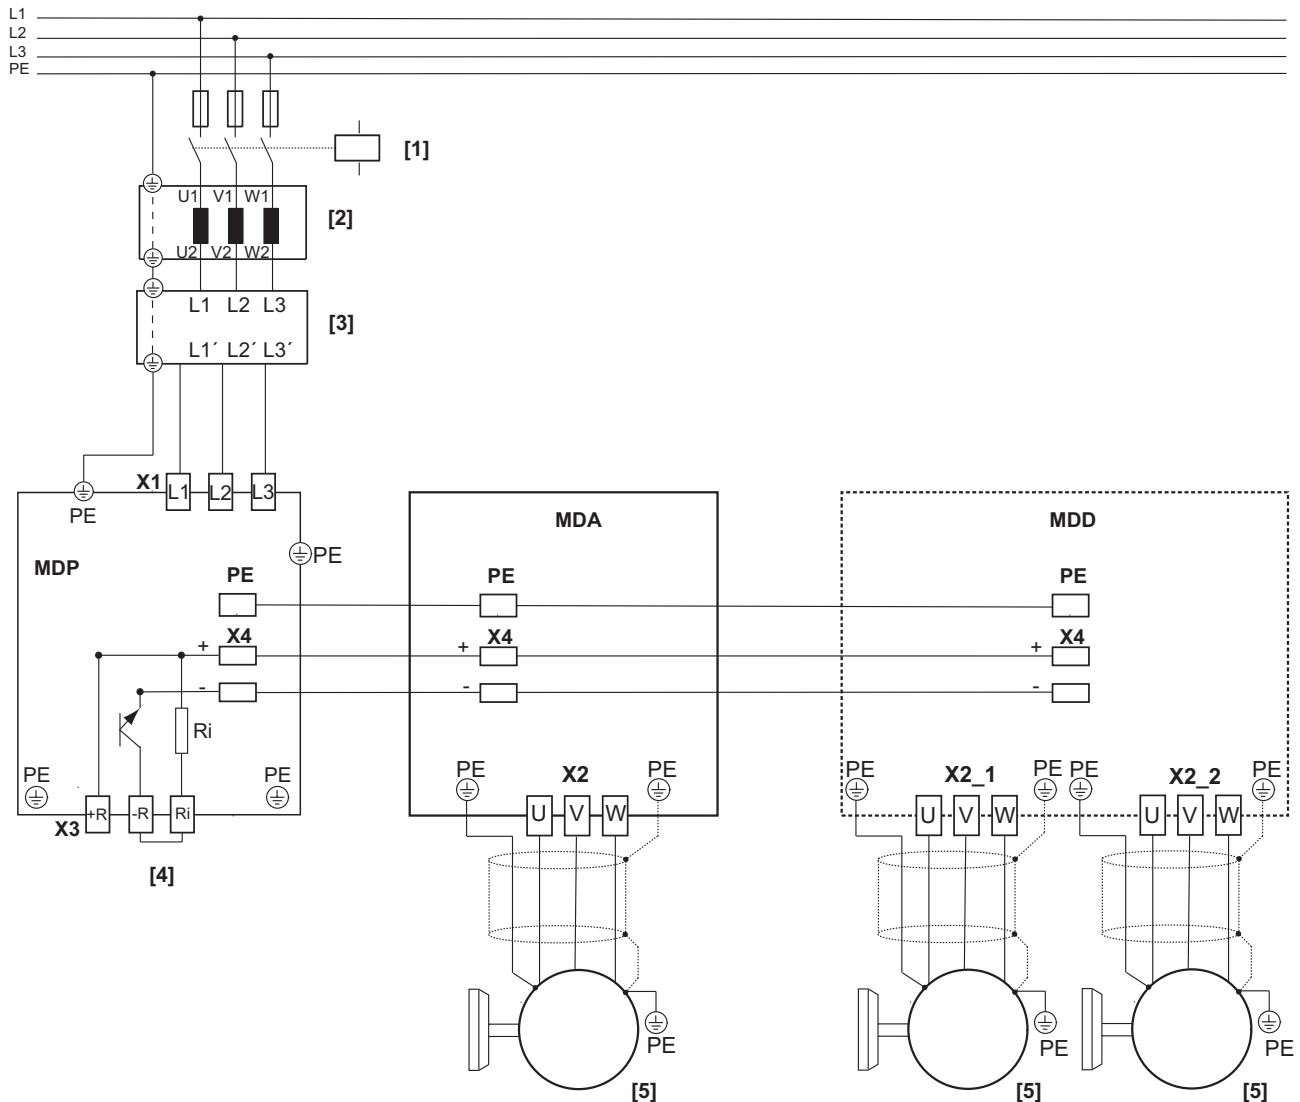 L1
L2
L3
PE
[1]
U1 V1 W1
[2]
U2 V2 W2
L1 L2 L3
[3]
L1´ L2´ L3´
X1 L1 L2 L3
PE
MDA
MDD
MDP
PE
PE
PE
PE
X4
X4
X4
+
+
+
-
-
-
Ri
PE
PE
PE
X2
PE
PE
X2_1
PE
PE
X2_2
PE
X3
+R
-R
Ri
U V W
U V W
U V W
[4]
PE
PE
PE
[5]
[5]
[5]